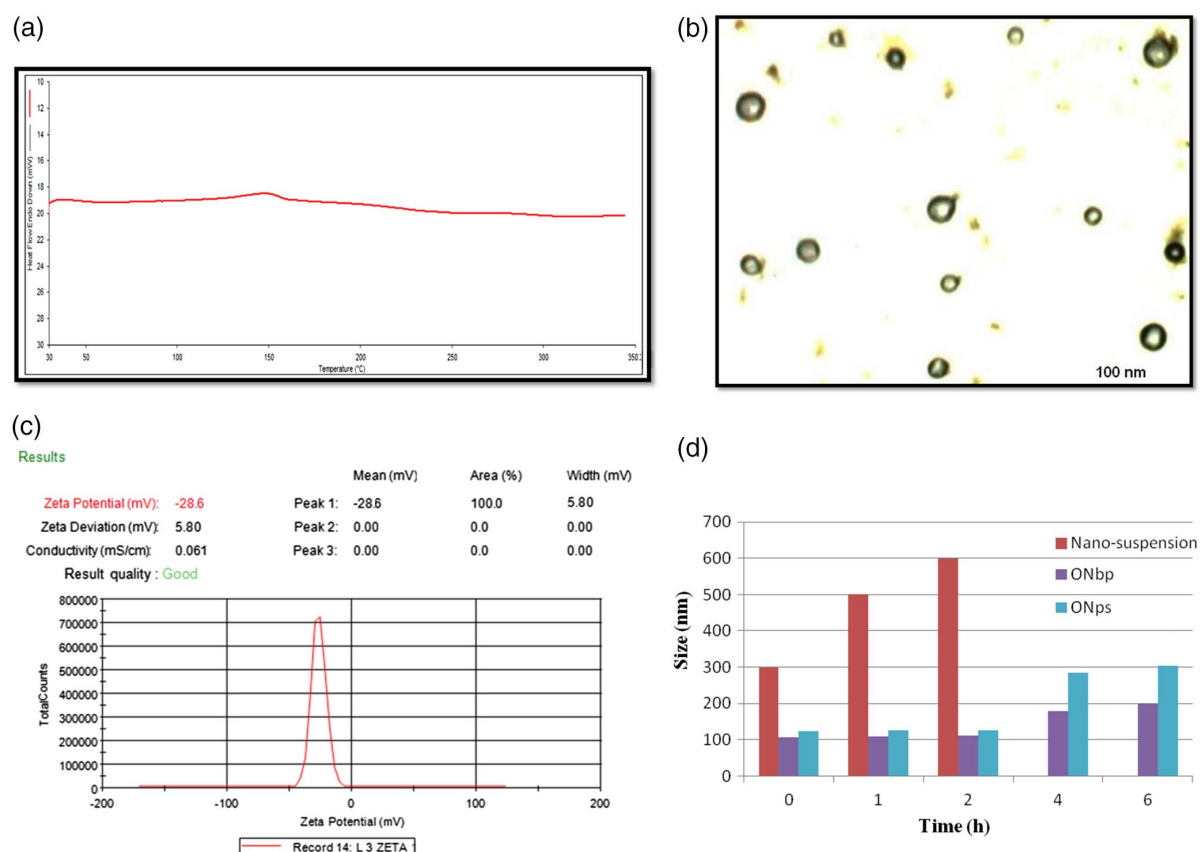 (a)
10
12
14
16
18
20
22
24
26
28
30
Heat Flow Endo Down (mW)
30 50 100 150 200 250 300
Temperature (°C)
(b)
100 nm
(c)
Results
Mean (mV) Area (%) Width (mV)
Zeta Potential (mV): -28.6 Peak 1: -28.6 100.0 5.80
Zeta Deviation (mV): 5.80 Peak 2: 0.00 0.0 0.00
Conductivity (mS/cm): 0.061 Peak 3: 0.00 0.0 0.00
Result quality : Good
800000
700000
600000
500000
400000
300000
200000
100000
0
Total Counts
-200 -100 0 100 200
Zeta Potential (mV)
Record 14: L 3 ZETA
(d)
700
600
500
400
300
200
100
0
Size (nm)
Nano-suspension
ONbp
ONps
0 1 2 4 6
Time (h)